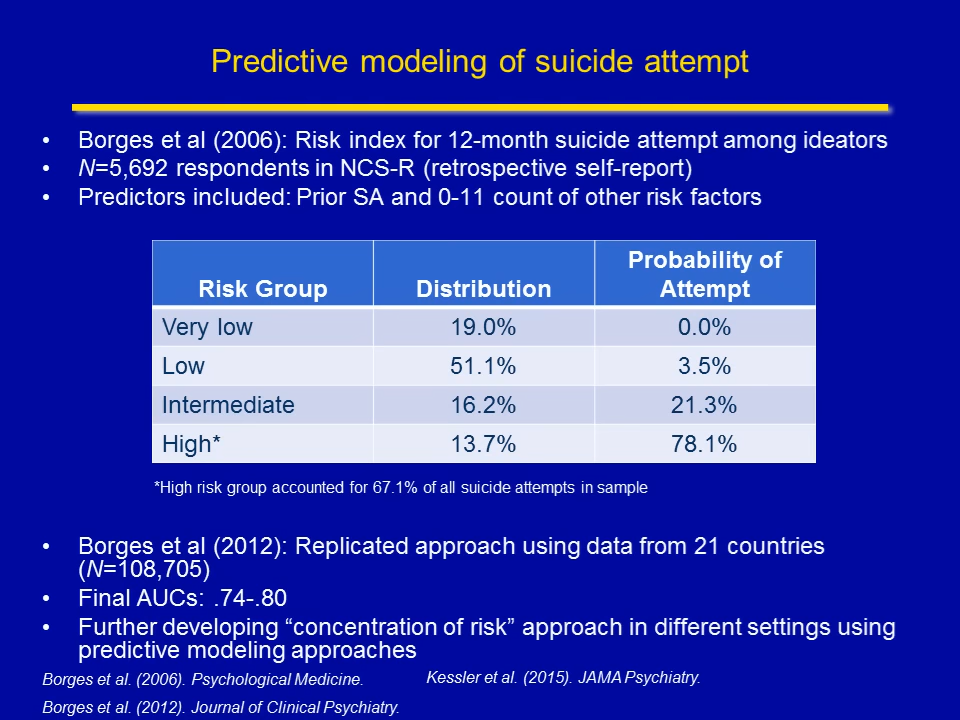 Predictive modeling of suicide attempt
• Borges et al (2006): Risk index for 12-month suicide attempt among ideators
• N=5,692 respondents in NCS-R (retrospective self-report)
• Predictors included: Prior SA and 0-11 count of other risk factors
Risk Group Distribution Probability of Attempt
Very low 19.0% 0.0%
Low 51.1% 3.5%
Intermediate 16.2% 21.3%
High* 13.7% 78.1%
*High risk group accounted for 67.1% of all suicide attempts in sample
• Borges et al (2012): Replicated approach using data from 21 countries
(N=108,705)
• Final AUCs: .74-.80
• Further developing “concentration of risk” approach in different settings using
predictive modeling approaches
Borges et al. (2006). Psychological Medicine.
Kessler et al. (2015). JAMA Psychiatry.
Borges et al. (2012). Journal of Clinical Psychiatry.